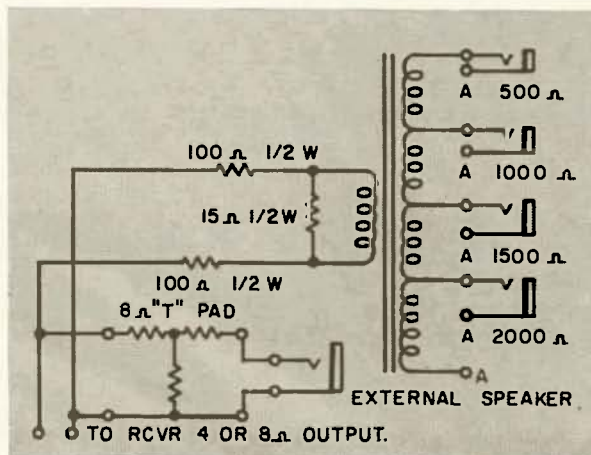 A 500 Ω
100 Ω 1/2 W
A 1000 Ω
15 Ω 1/2 W
A 1500 Ω
100 Ω 1/2 W
8 Ω "T" PAD
A 2000 Ω
A
EXTERNAL SPEAKER
TO RCVR 4 OR 8 Ω OUTPUT.